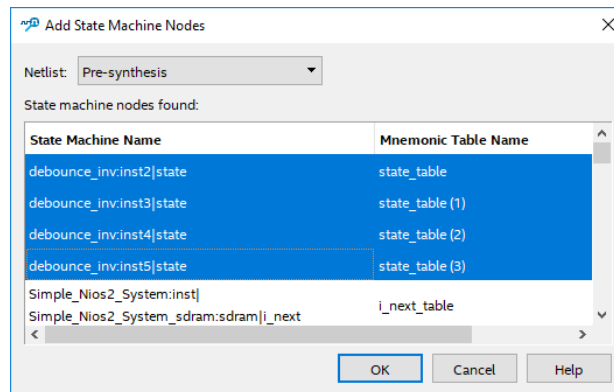 Add State Machine Nodes
Netlist: Pre-synthesis
State machine nodes found:
State Machine Name Mnemonic Table Name
debounce_inv:inst2|state state_table
debounce_inv:inst3|state state_table (1)
debounce_inv:inst4|state state_table (2)
debounce_inv:inst5|state state_table (3)
Simple_Nios2_System:inst|
Simple_Nios2_System_sdram:sdram|i_next i_next_table
OK Cancel Help